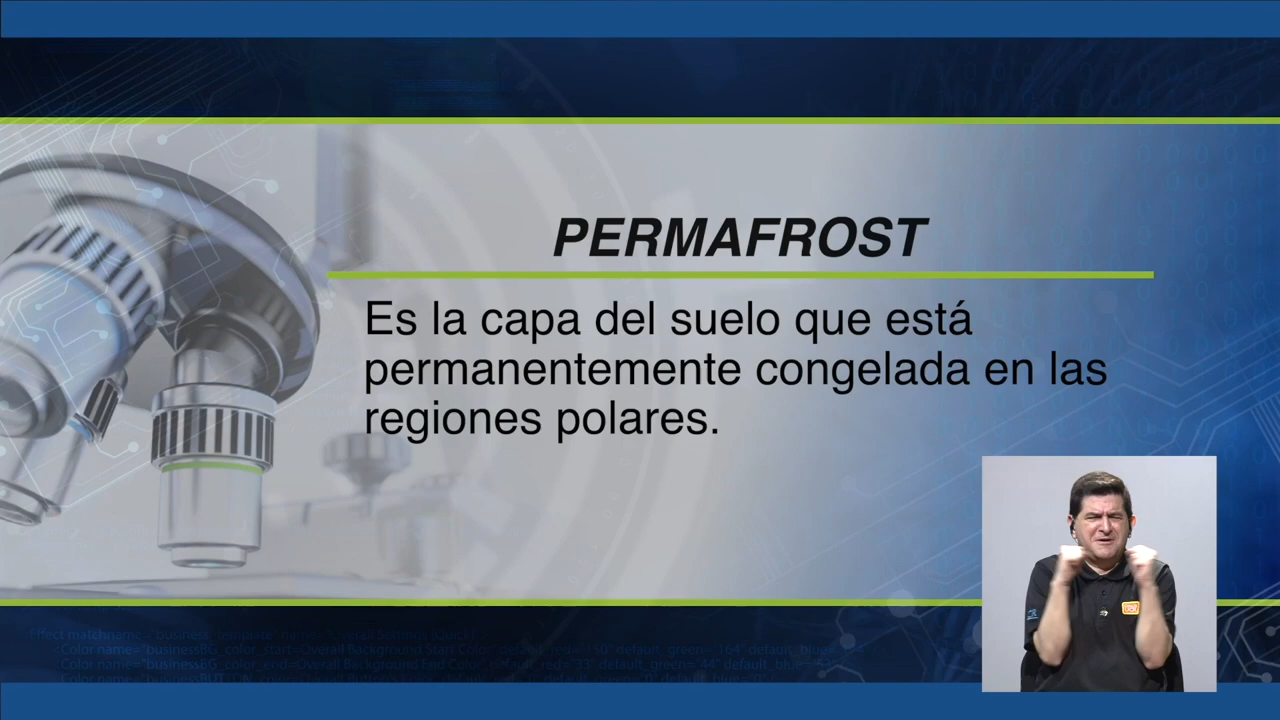 PERMAFROST
Es la capa del suelo que está
permanentemente congelada en las
regiones polares.